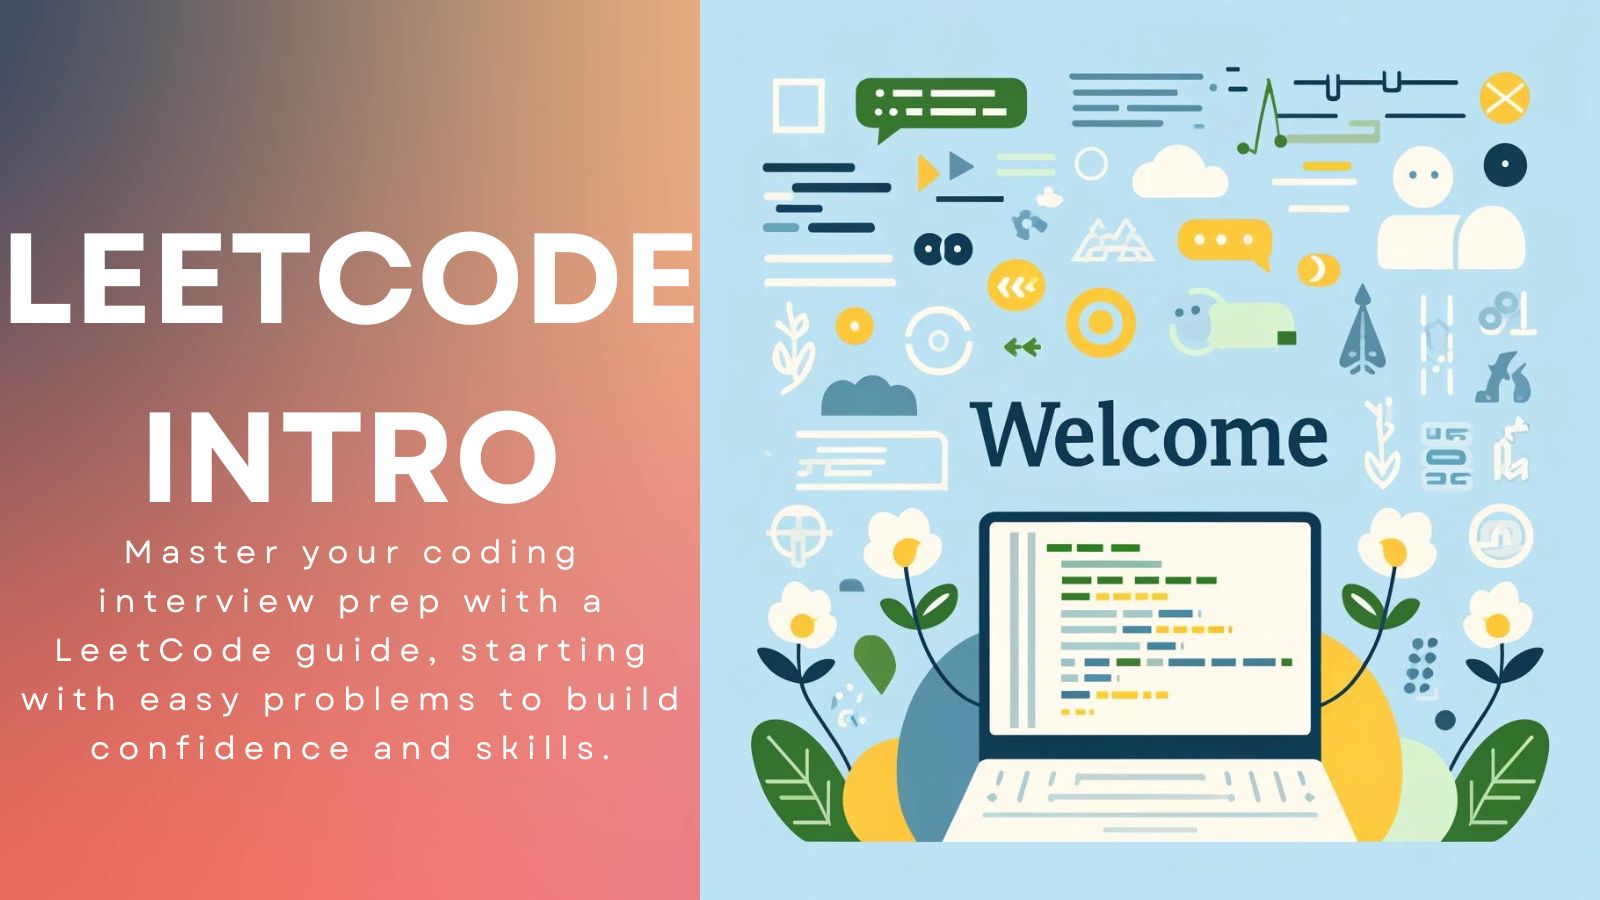 LEETCODE
INTRO
Master your coding
interview prep with a
LeetCode guide, starting
with easy problems to build
confidence and skills.
Welcome